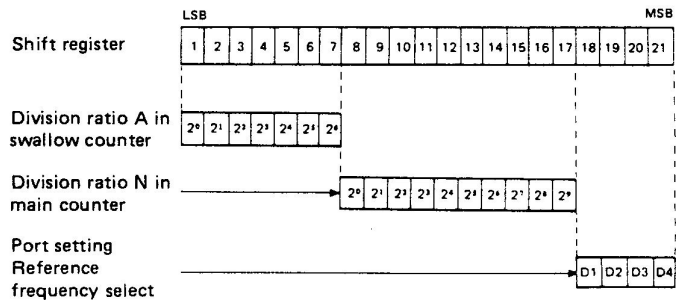 LSB MSB
Shift register 1 2 3 4 5 6 7 8 9 10 11 12 13 14 15 16 17 18 19 20 21
Division ratio A in
swallow counter
2⁰ 2¹ 2² 2³ 2⁴ 2⁵ 2⁶
Division ratio N in
main counter
2⁰ 2¹ 2² 2³ 2⁴ 2⁵ 2⁶ 2⁷ 2⁸ 2⁹
Port setting
Reference
frequency select
D1 D2 D3 D4